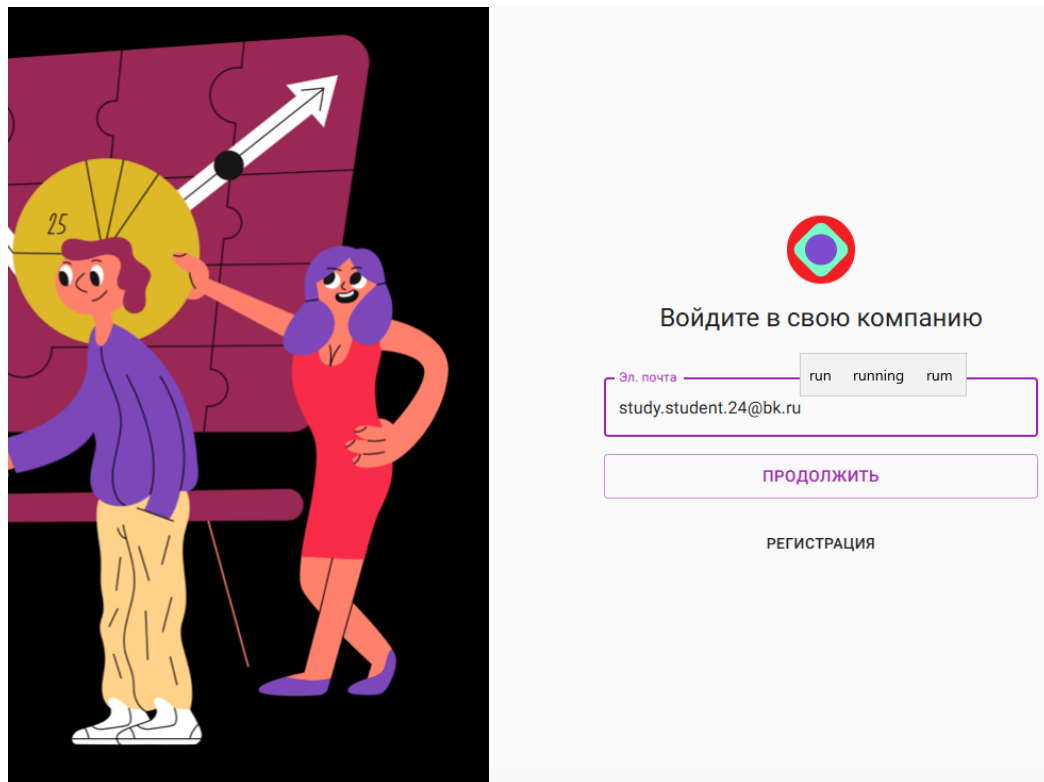 25
Войдите в свою компанию
Эл. почта
run running rum
study.student.24@bk.ru
ПРОДОЛЖИТЬ
РЕГИСТРАЦИЯ